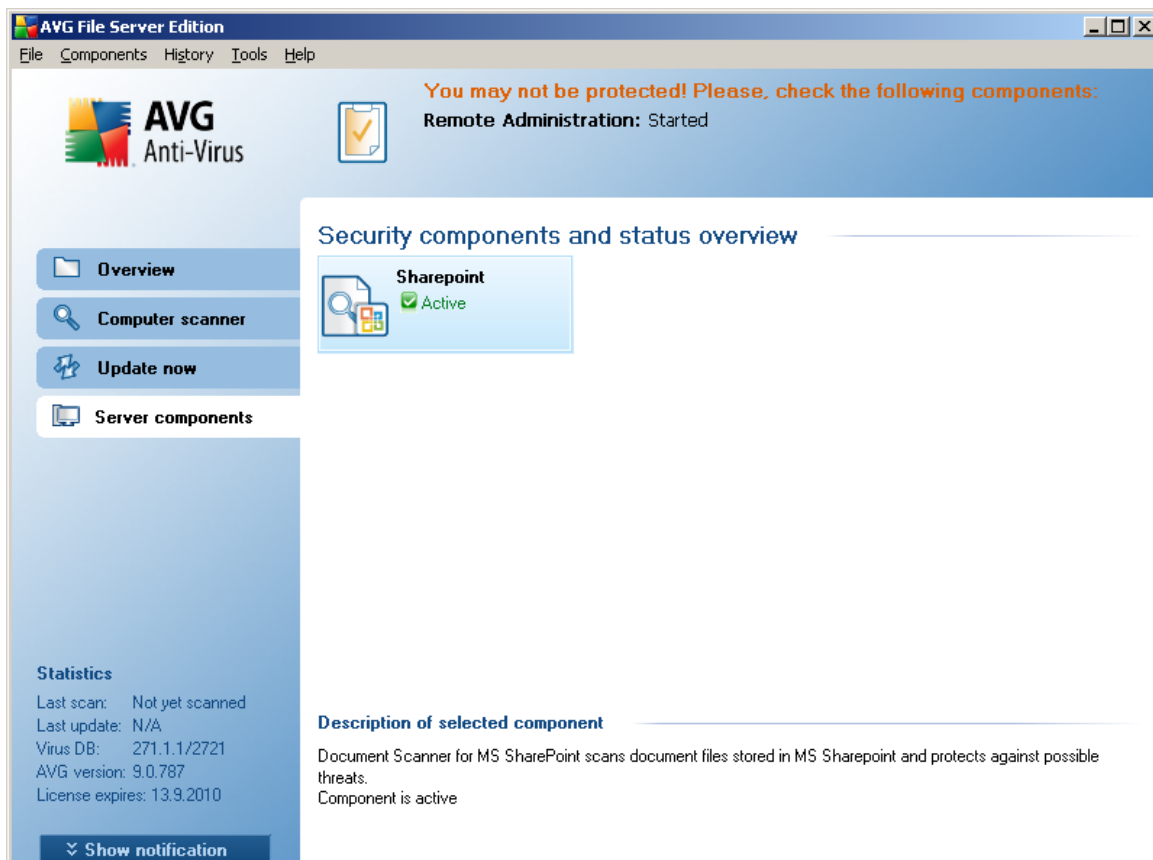 AVG File Server Edition
File Components History Tools Help
AVG
Anti-Virus
You may not be protected! Please, check the following components:
Remote Administration: Started
Overview
Computer scanner
Update now
Server components
Security components and status overview
Sharepoint
Active
Statistics
Last scan: Not yet scanned
Last update: N/A
Virus DB: 271.1.1/2721
AVG version: 9.0.787
License expires: 13.9.2010
Show notification
Description of selected component
Document Scanner for MS SharePoint scans document files stored in MS Sharepoint and protects against possible
threats.
Component is active